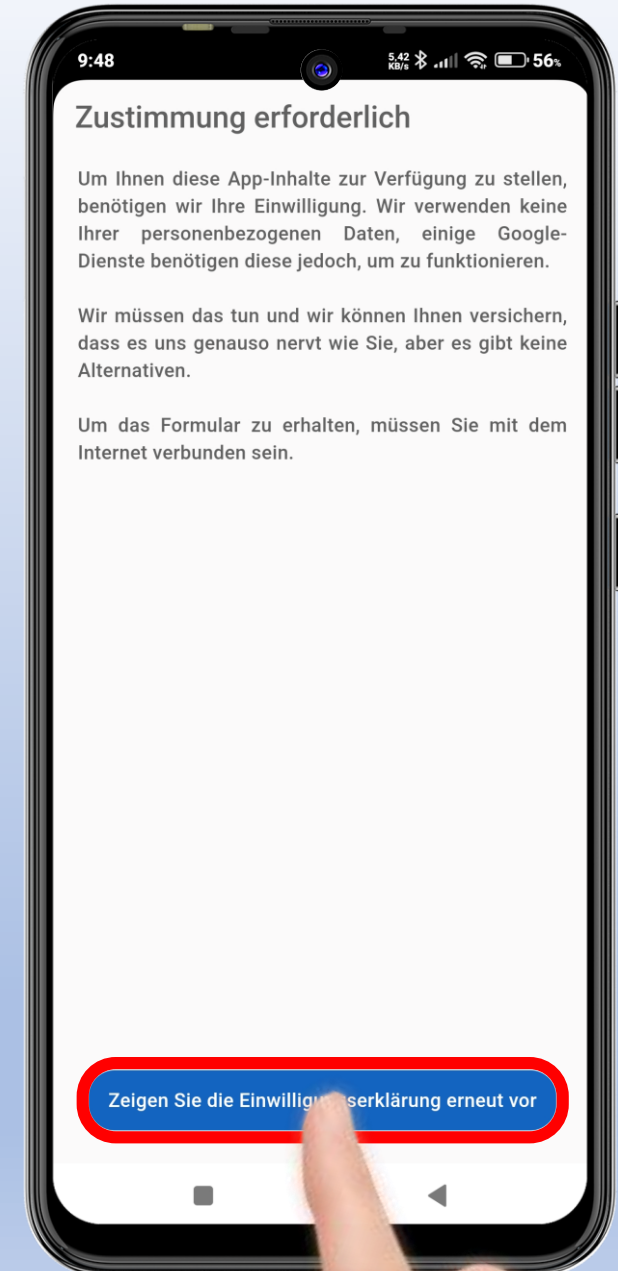 9:48
5,42 KB/s
56%
Zustimmung erforderlich
Um Ihnen diese App-Inhalte zur Verfügung zu stellen,
benötigen wir Ihre Einwilligung. Wir verwenden keine
Ihrer personenbezogenen Daten, einige Google-
Dienste benötigen diese jedoch, um zu funktionieren.
Wir müssen das tun und wir können Ihnen versichern,
dass es uns genauso nervt wie Sie, aber es gibt keine
Alternativen.
Um das Formular zu erhalten, müssen Sie mit dem
Internet verbunden sein.
Zeigen Sie die Einwilligungserklärung erneut vor